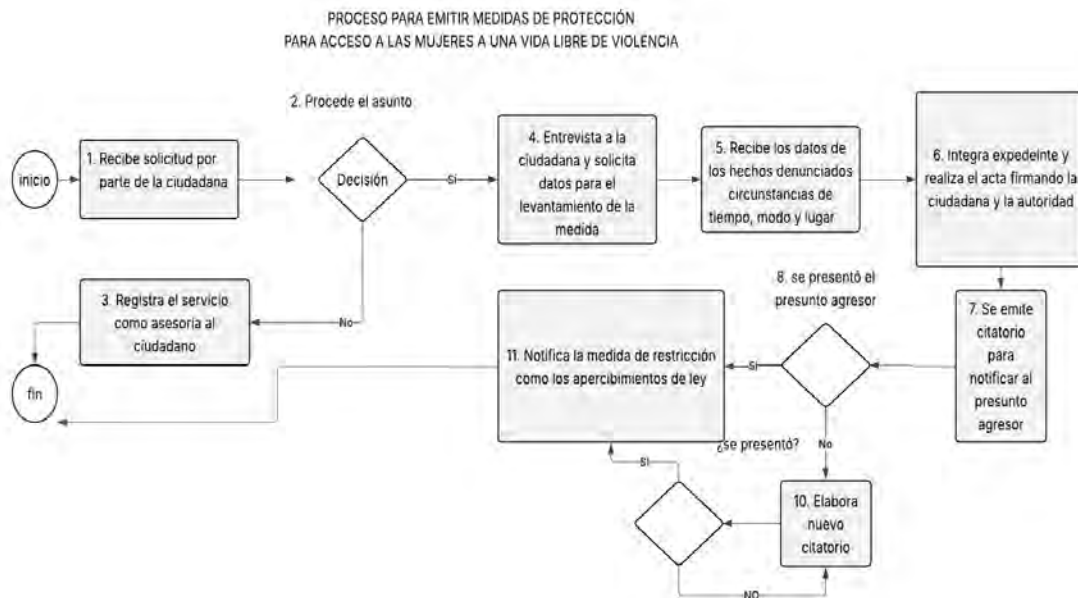 PROCESO PARA EMITIR MEDIDAS DE PROTECCIÓN
PARA ACCESO A LAS MUJERES A UNA VIDA LIBRE DE VIOLENCIA
inicio
1. Recibe solicitud por
parte de la ciudadana
2. Procede el asunto
Decisión
Si
4. Entrevista a la
ciudadana y solicita
datos para el
levantamiento de la
medida
5. Recibe los datos de
los hechos denunciados
circunstancias de
tiempo, modo y lugar
6. Integra expedeinte y
realiza el acta firmando la
ciudadana y la autoridad
No
3. Registra el servicio
como asesoría al
ciudadano
fin
7. Se emite
citatorio
para
notificar al
presunto
agresor
8. se presentó el
presunto agresor
Si
11. Notifica la medida de restricción
como los apercibimientos de ley
No
¿se presentó?
SI
10. Elabora
nuevo
citatorio
NO